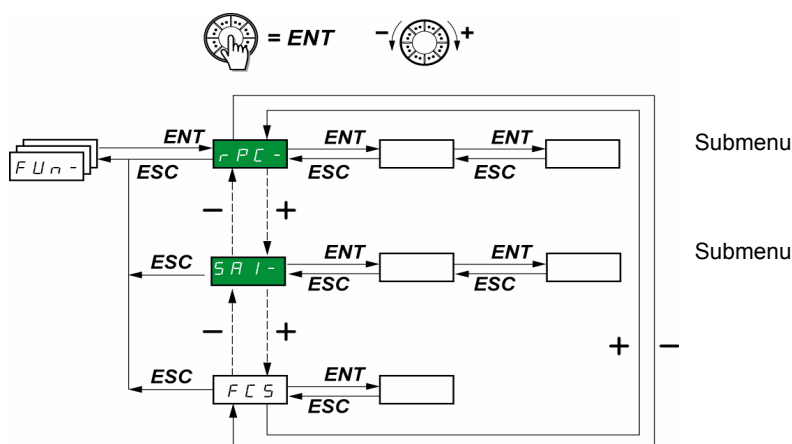 = ENT
- +
ENT ENT ENT Submenu
FUn- rPC-
ESC ESC ESC
- +
ENT ENT Submenu
ESC SAI-
ESC ESC
- +
+ -
ESC ENT
FCS
ESC